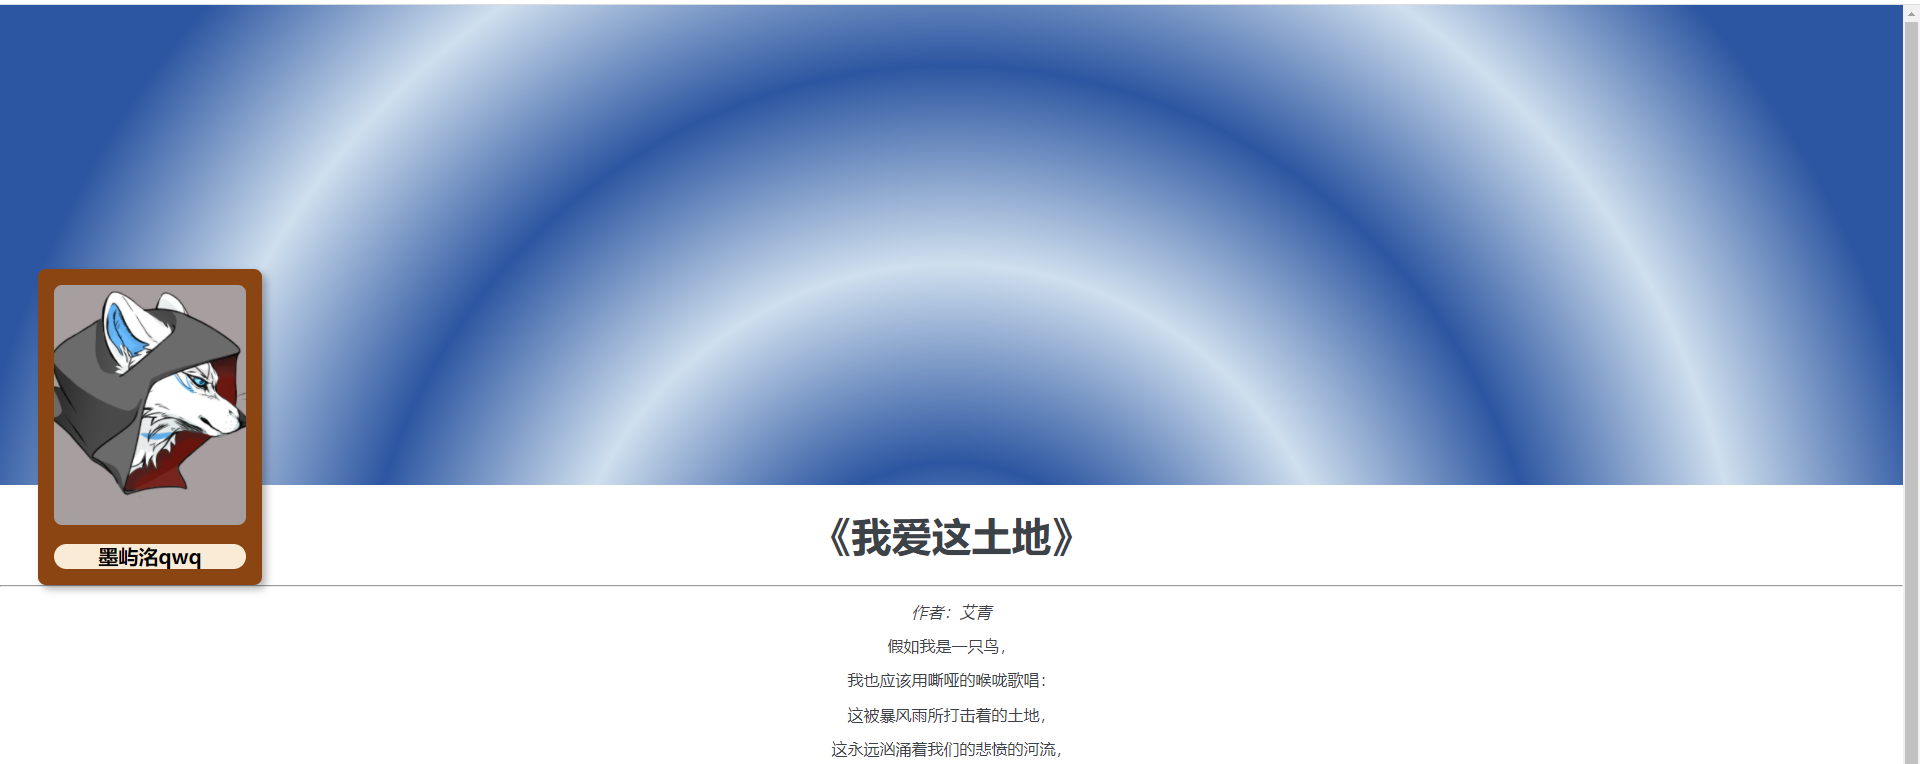 墨屿洺qwq
《我爱这土地》
作者：艾青
假如我是一只鸟，
我也应该用嘶哑的喉咙歌唱：
这被暴风雨所打击着的土地，
这永远汹涌着我们的悲愤的河流，